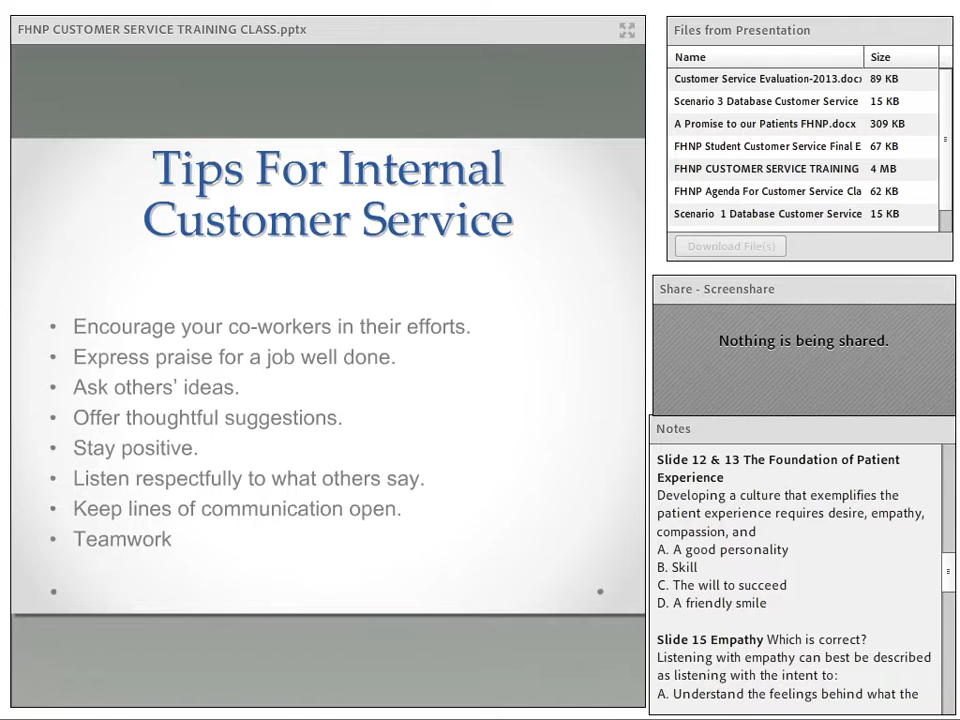 FHNP CUSTOMER SERVICE TRAINING CLASS.pptx
Tips For Internal
Customer Service
• Encourage your co-workers in their efforts.
• Express praise for a job well done.
• Ask others’ ideas.
• Offer thoughtful suggestions.
• Stay positive.
• Listen respectfully to what others say.
• Keep lines of communication open.
• Teamwork
Files from Presentation
Name Size
Customer Service Evaluation-2013.docx 89 KB
Scenario 3 Database Customer Service 15 KB
A Promise to our Patients FHNP.docx 309 KB
FHNP Student Customer Service Final E 67 KB
FHNP CUSTOMER SERVICE TRAINING 4 MB
FHNP Agenda For Customer Service Cla 62 KB
Scenario 1 Database Customer Service 15 KB
Download File(s)
Share - Screenshare
Nothing is being shared.
Notes
Slide 12 & 13 The Foundation of Patient
Experience
Developing a culture that exemplifies the
patient experience requires desire, empathy,
compassion, and
A. A good personality
B. Skill
C. The will to succeed
D. A friendly smile
Slide 15 Empathy Which is correct?
Listening with empathy can best be described
as listening with the intent to:
A. Understand the feelings behind what the